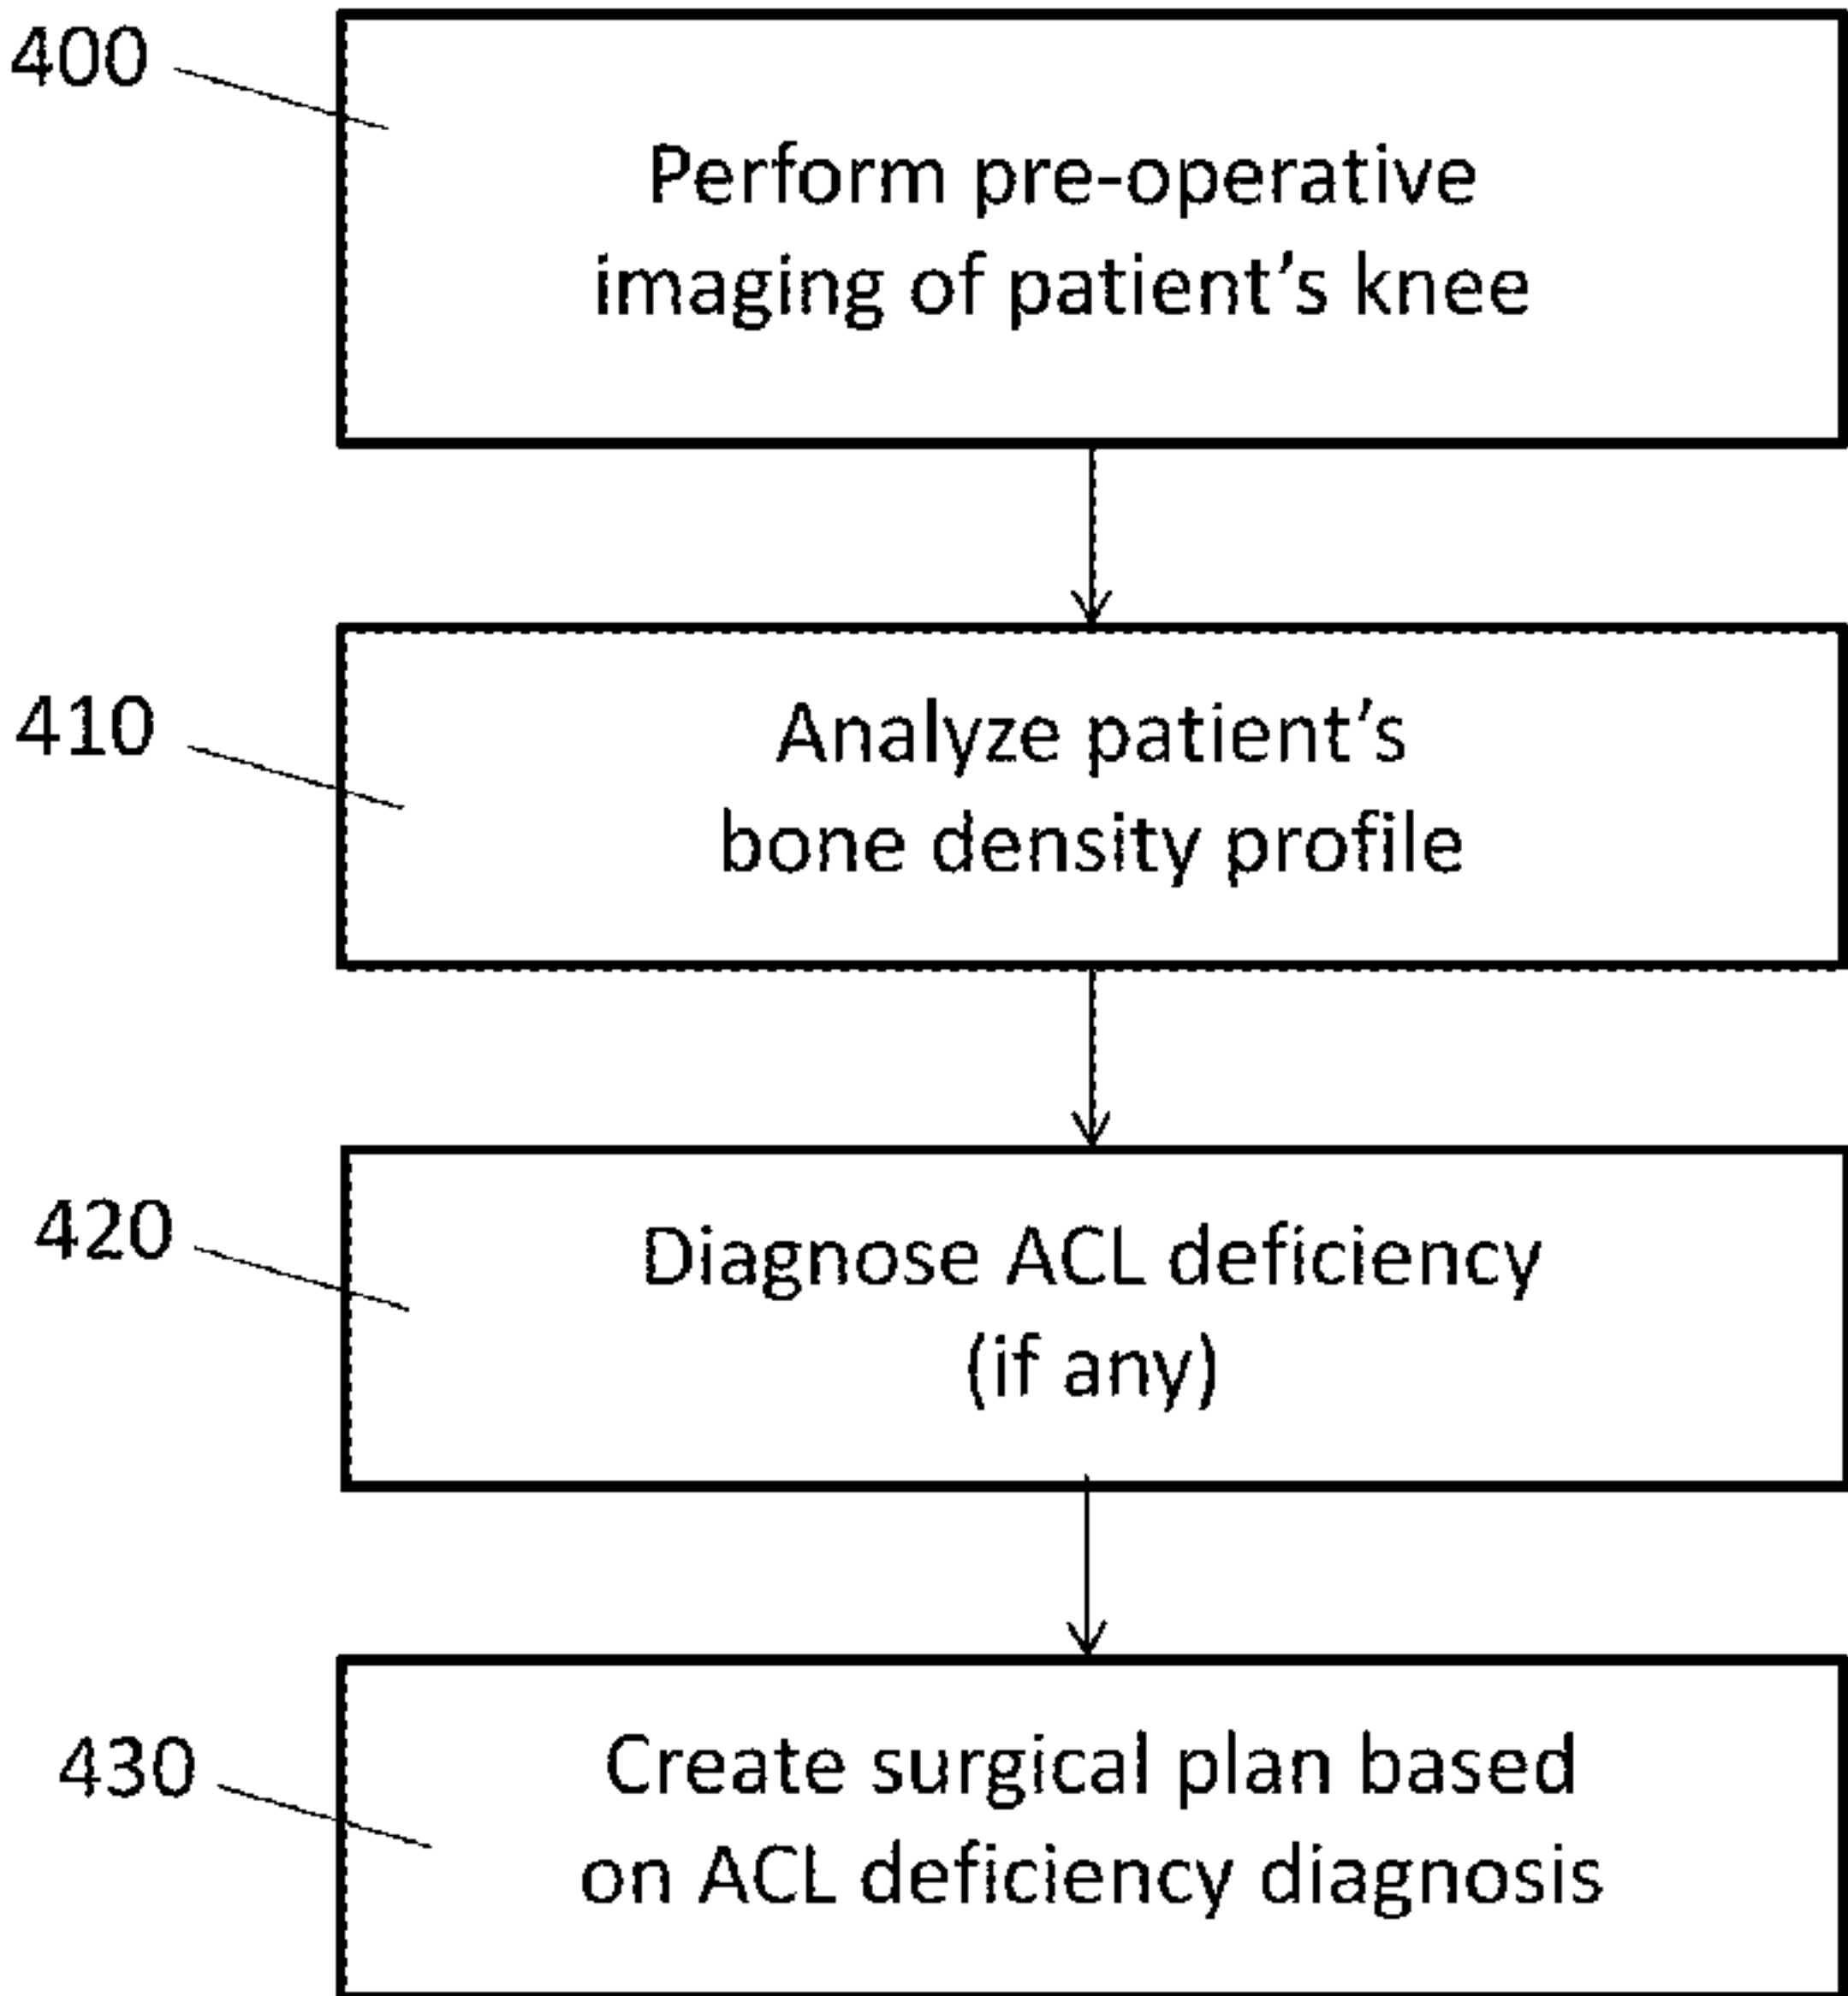 400
Perform pre-operative
imaging of patient’s knee
410
Analyze patient’s
bone density profile
420
Diagnose ACL deficiency
(if any)
430
Create surgical plan based
on ACL deficiency diagnosis